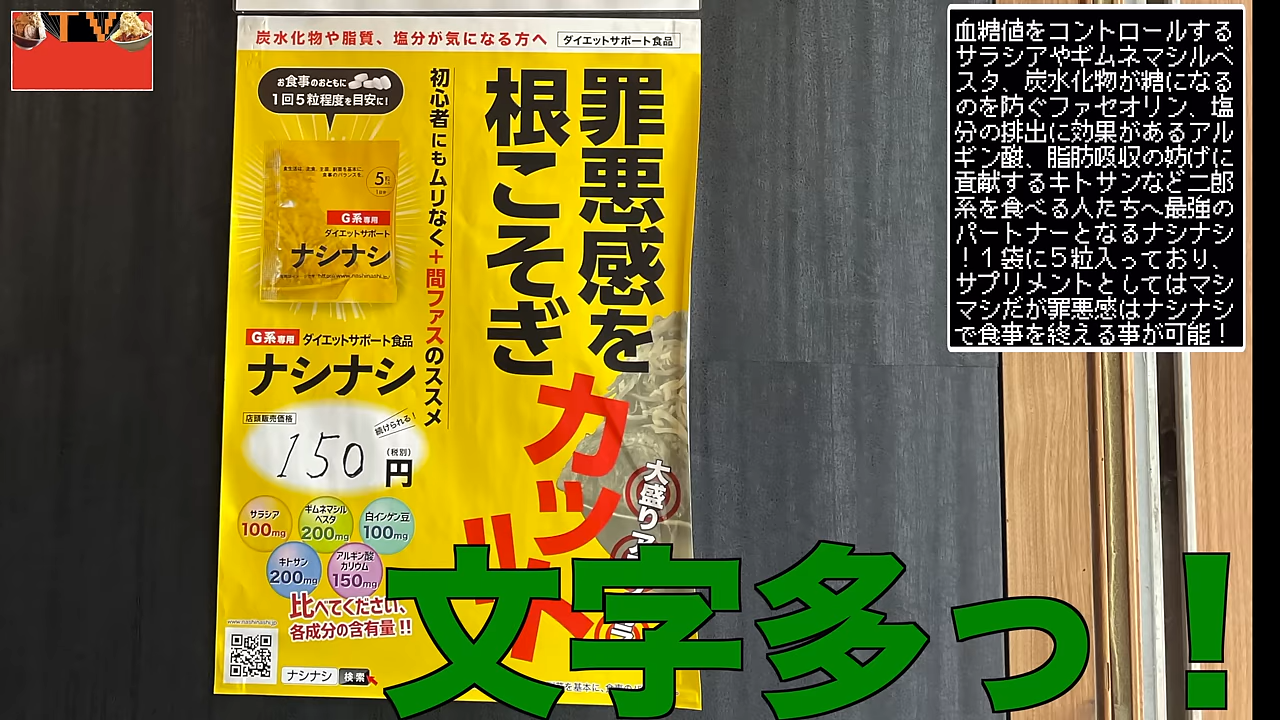 TV
炭水化物や脂質、塩分が気になる方へ
ダイエットサポート食品
罪悪感を
根こそぎ
カット
初心者にもムリなく+間ファスのススメ
お食事のおともに
1回5粒程度を目安に!
5粒
G系専用
ダイエットサポート
ナシナシ
G系専用 ダイエットサポート食品
ナシナシ
店頭販売価格
続けられる!
150
(税別)
円
サラシア
100mg
ギムネマシル
ベスタ
200mg
白インゲン豆
100mg
キトサン
200mg
アルギン酸
カリウム
150mg
比べてください、
各成分の含有量!!
www.nashinashi.jp
ナシナシ 検索
大盛り
血糖値をコントロールする
サラシアやギムネマシルベ
スタ、炭水化物が糖になる
のを防ぐファセオリン、塩
分の排出に効果があるアル
ギン酸、脂肪吸収の妨げに
貢献するキトサンなど二郎
系を食べる人たちへ最強の
パートナーとなるナシナシ
!1袋に5粒入っており、
サプリメントとしてはマシ
マシだが罪悪感はナシナシ
で食事を終える事が可能!
文字多っ!